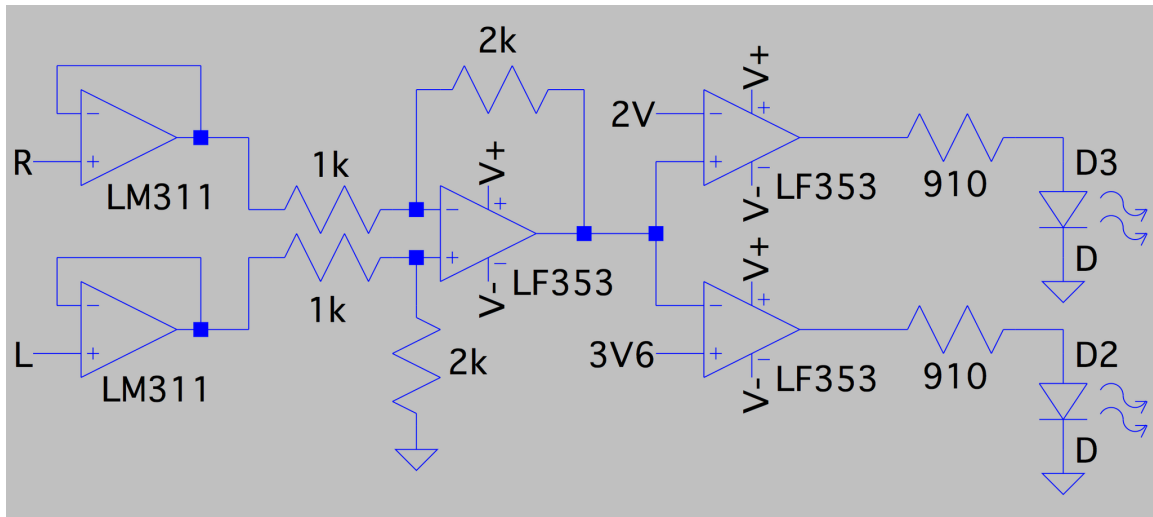 2k
V+
2V
R
LM311
1k
V+
V-
LF353
910
D3
D
V-
LF353
V+
1k
L
LM311
2k
3V6
V-
LF353
910
D2
D